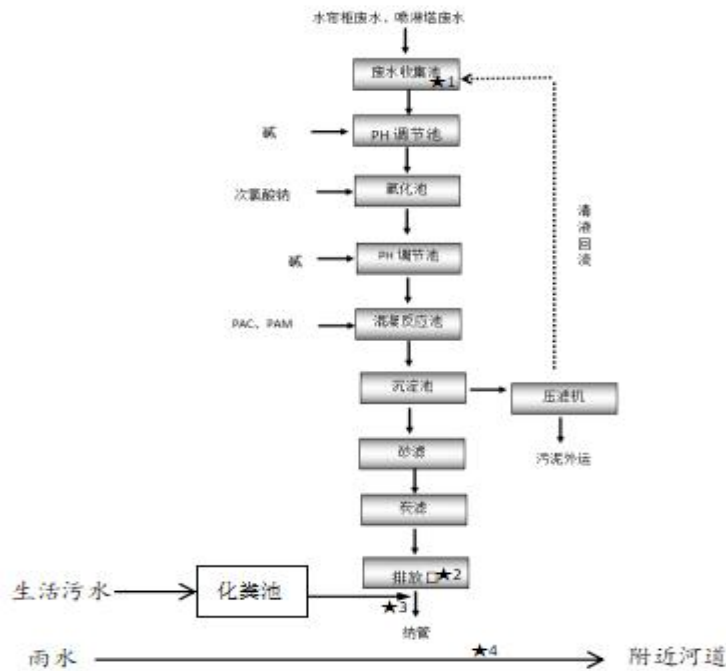 水帘柜废水、喷淋塔废水
废水收集池★1
碱
PH 调节池
次氯酸钠
氧化池
清液回流
碱
PH 调节池
PAC、PAM
混凝反应池
沉淀池
压滤机
砂滤
污泥外运
炭滤
排放口★2
生活污水
化粪池
★3
纳管
雨水
★4
附近河道